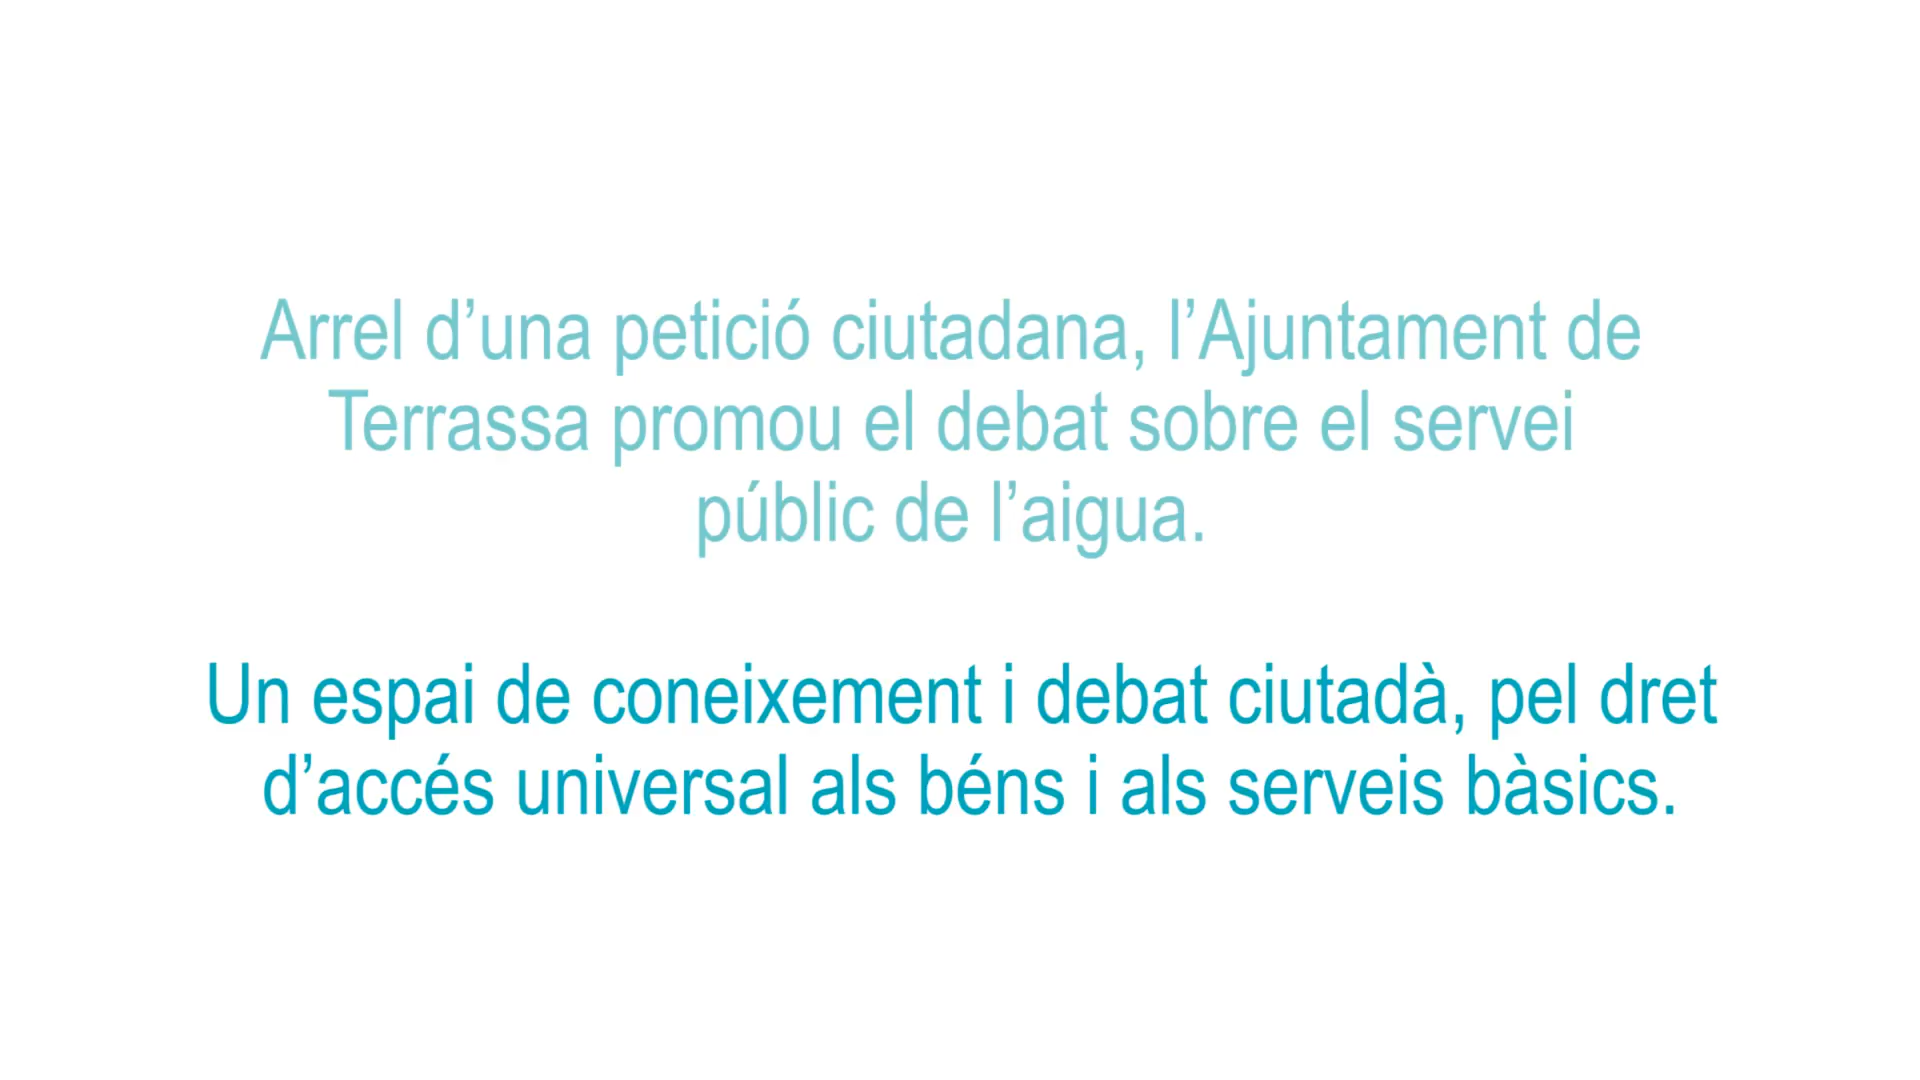 Arrel d’una petició ciutadana, l’Ajuntament de
Terrassa promou el debat sobre el servei
públic de l’aigua.
Un espai de coneixement i debat ciutadà, pel dret
d’accés universal als béns i als serveis bàsics.